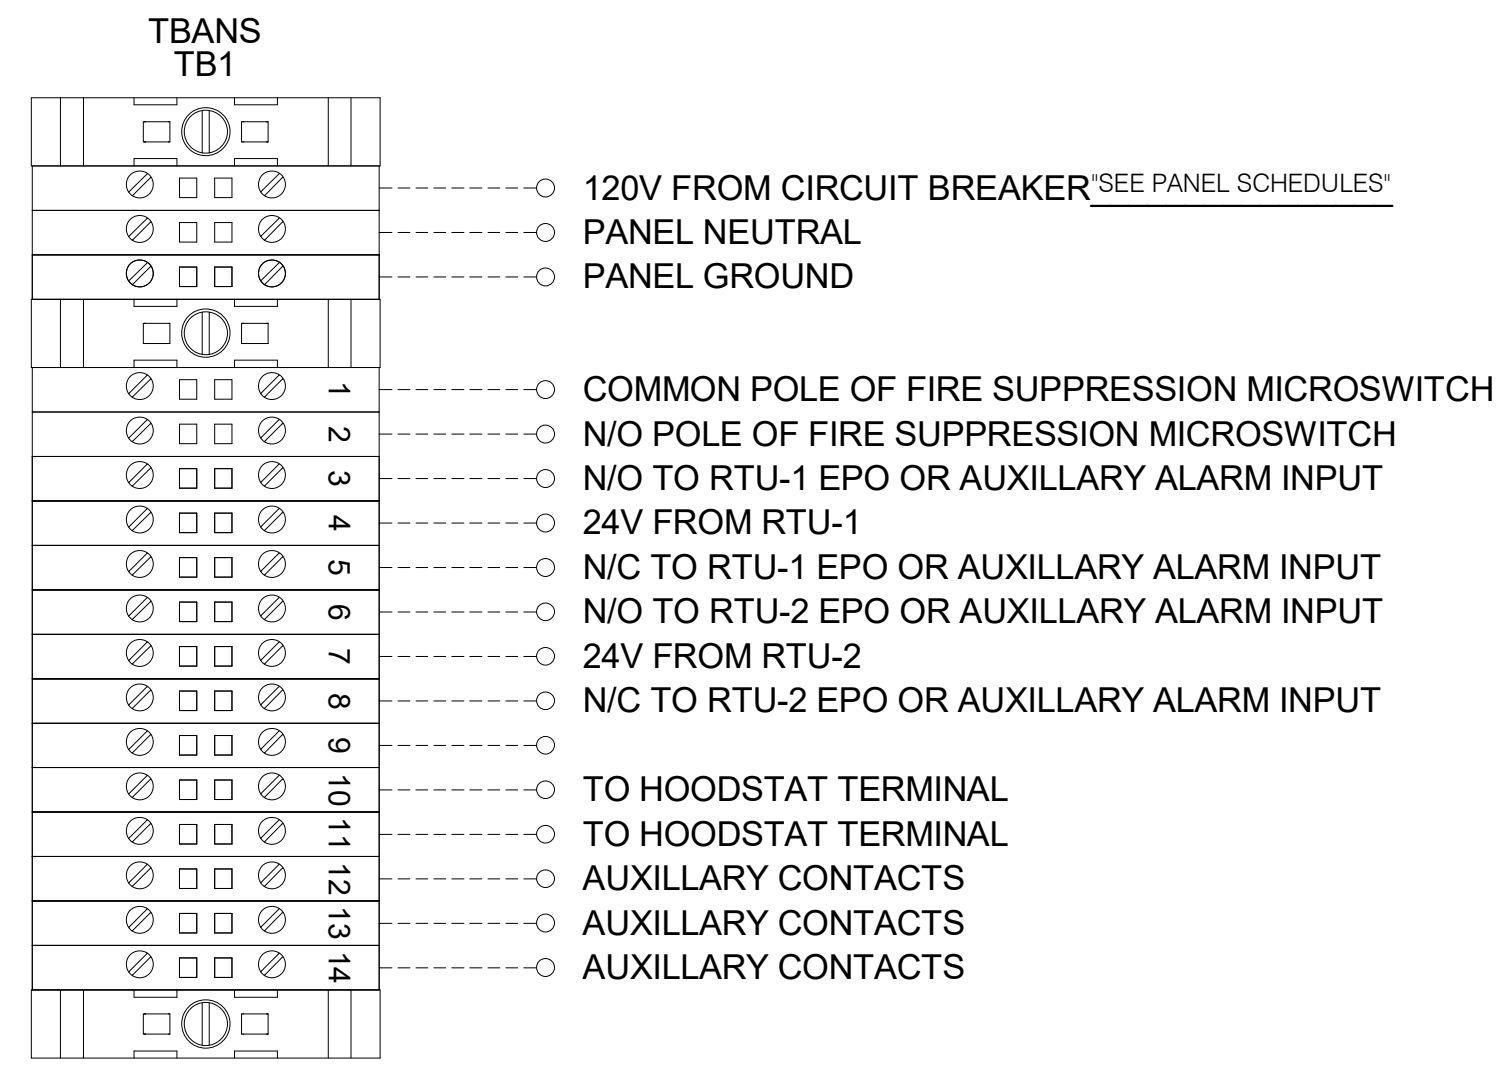 TBANS
TB1
120V FROM CIRCUIT BREAKER "SEE PANEL SCHEDULES"
PANEL NEUTRAL
PANEL GROUND
1 COMMON POLE OF FIRE SUPPRESSION MICROSWITCH
2 N/O POLE OF FIRE SUPPRESSION MICROSWITCH
3 N/O TO RTU-1 EPO OR AUXILLARY ALARM INPUT
4 24V FROM RTU-1
5 N/C TO RTU-1 EPO OR AUXILLARY ALARM INPUT
6 N/O TO RTU-2 EPO OR AUXILLARY ALARM INPUT
7 24V FROM RTU-2
8 N/C TO RTU-2 EPO OR AUXILLARY ALARM INPUT
9
10 TO HOODSTAT TERMINAL
11 TO HOODSTAT TERMINAL
12 AUXILLARY CONTACTS
13 AUXILLARY CONTACTS
14 AUXILLARY CONTACTS